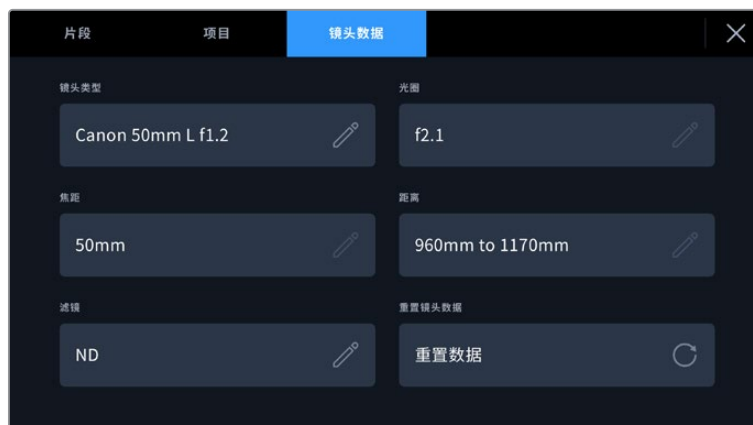 片段 项目 镜头数据
镜头类型 光圈
Canon 50mm L f1.2 f2.1
焦距 距离
50mm 960mm to 1170mm
滤镜 重置镜头数据
ND 重置数据